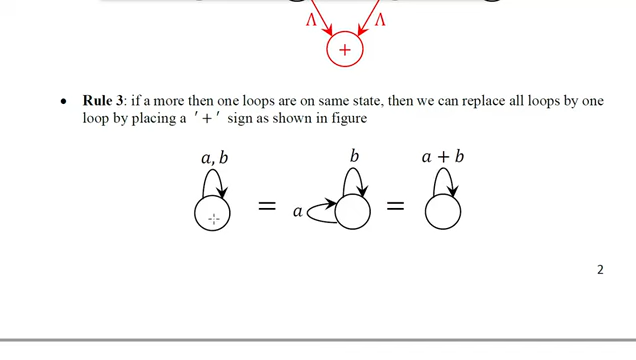 Λ Λ
+
• Rule 3: if a more then one loops are on same state, then we can replace all loops by one
loop by placing a '+' sign as shown in figure
a, b b a + b
= a =
2